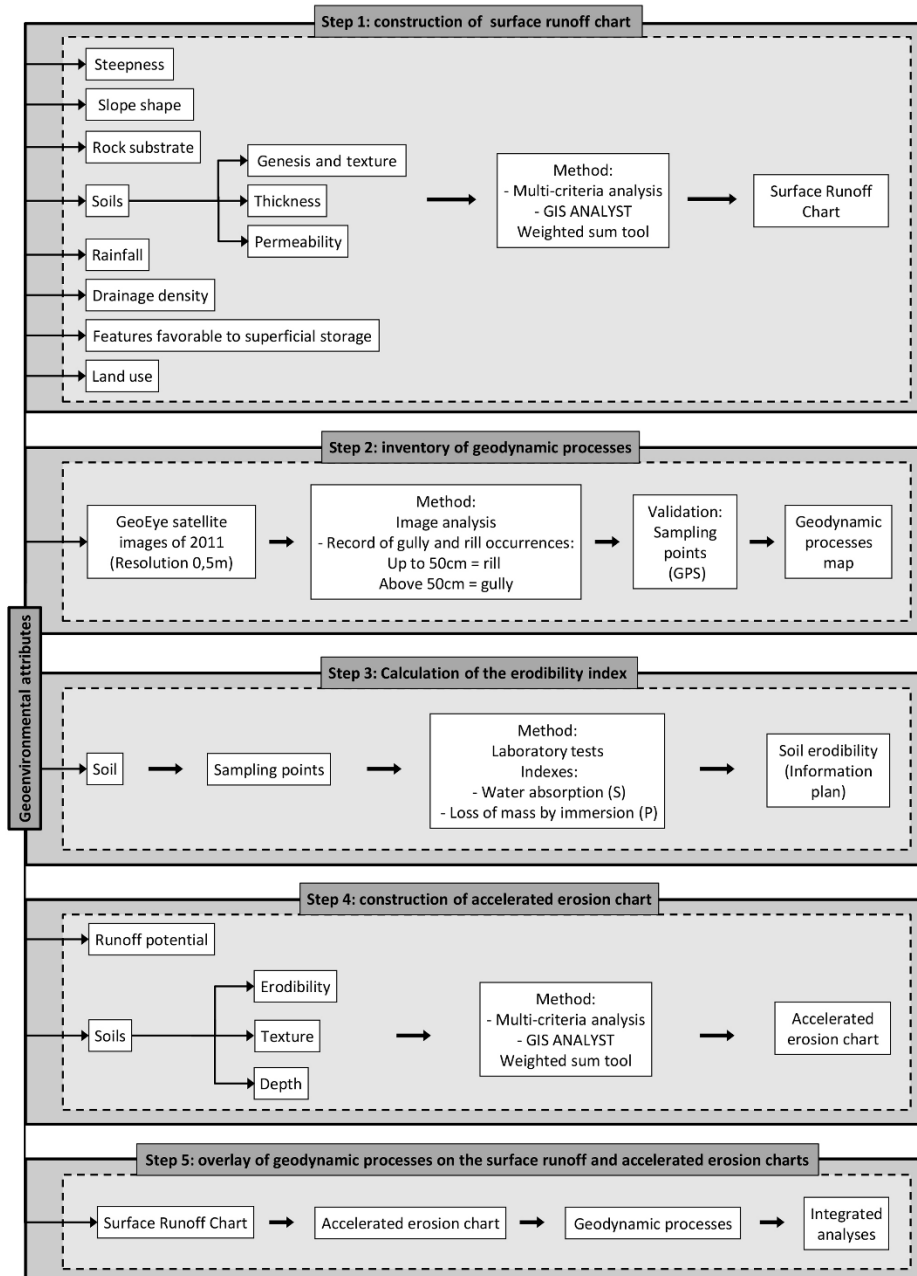 Geoenvironmental attributes
Step 1: construction of surface runoff chart
Steepness
Slope shape
Rock substrate
Soils
Genesis and texture
Thickness
Permeability
Rainfall
Drainage density
Features favorable to superficial storage
Land use
Method:
- Multi-criteria analysis
- GIS ANALYST
Weighted sum tool
Surface Runoff
Chart
Step 2: inventory of geodynamic processes
GeoEye satellite
images of 2011
(Resolution 0,5m)
Method:
Image analysis
- Record of gully and rill occurrences:
Up to 50cm = rill
Above 50cm = gully
Validation:
Sampling
points
(GPS)
Geodynamic
processes
map
Step 3: Calculation of the erodibility index
Soil
Sampling points
Method:
Laboratory tests
Indexes:
- Water absorption (S)
- Loss of mass by immersion (P)
Soil erodibility
(Information
plan)
Step 4: construction of accelerated erosion chart
Runoff potential
Soils
Erodibility
Texture
Depth
Method:
- Multi-criteria analysis
- GIS ANALYST
Weighted sum tool
Accelerated
erosion chart
Step 5: overlay of geodynamic processes on the surface runoff and accelerated erosion charts
Surface Runoff Chart
Accelerated erosion chart
Geodynamic processes
Integrated
analyses